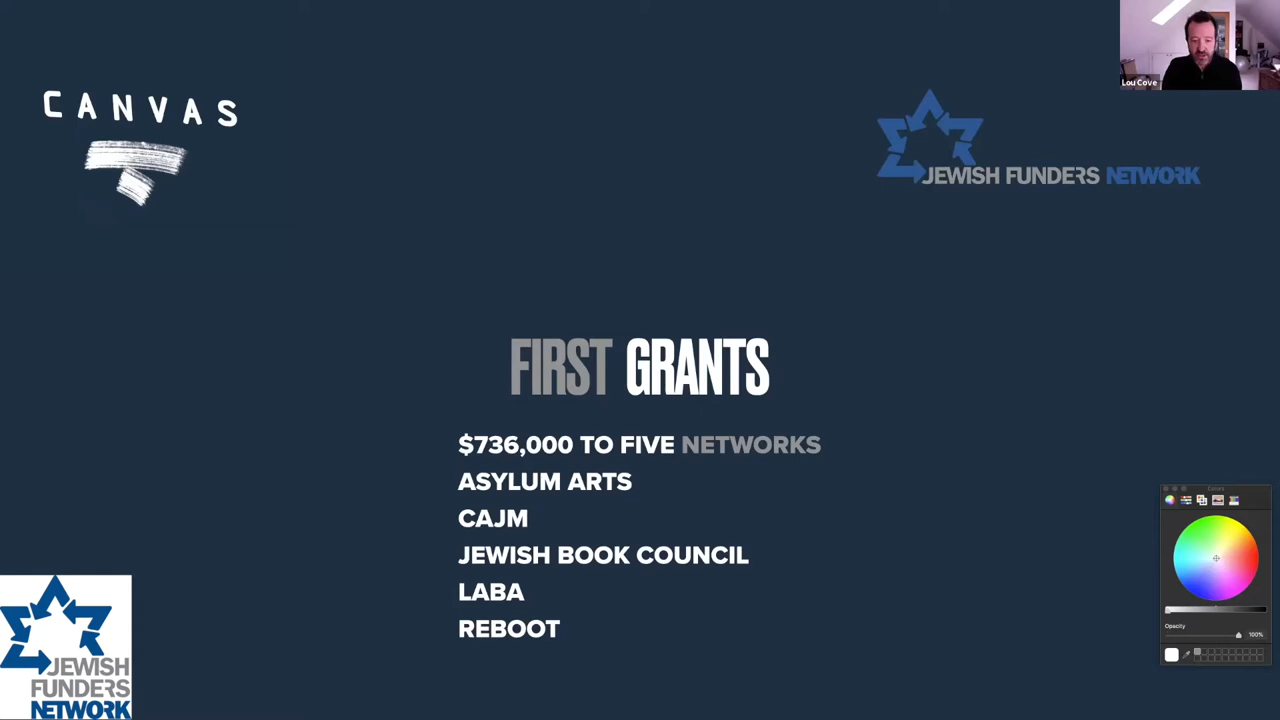 CANVAS
Lou Cove
JEWISH FUNDERS NETWORK
FIRST GRANTS
$736,000 TO FIVE NETWORKS
ASYLUM ARTS
CAJM
JEWISH BOOK COUNCIL
LABA
REBOOT
Colors
Opacity
100%
JEWISH
FUNDERS
NETWORK